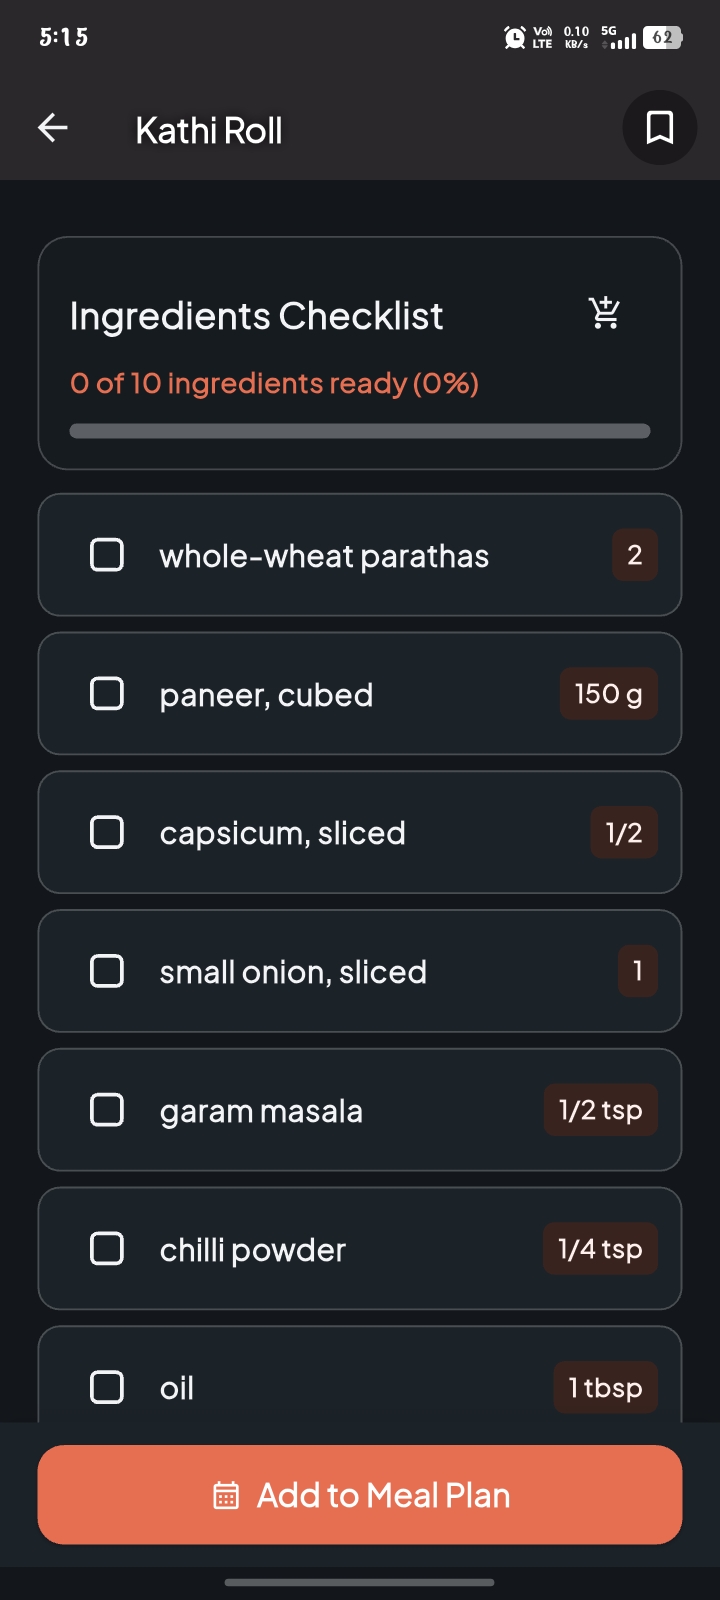 5:15
Vo)) LTE 0.10 KB/s 5G 62
Kathi Roll
Ingredients Checklist
0 of 10 ingredients ready (0%)
whole-wheat parathas 2
paneer, cubed 150 g
capsicum, sliced 1/2
small onion, sliced 1
garam masala 1/2 tsp
chilli powder 1/4 tsp
oil 1 tbsp
Add to Meal Plan